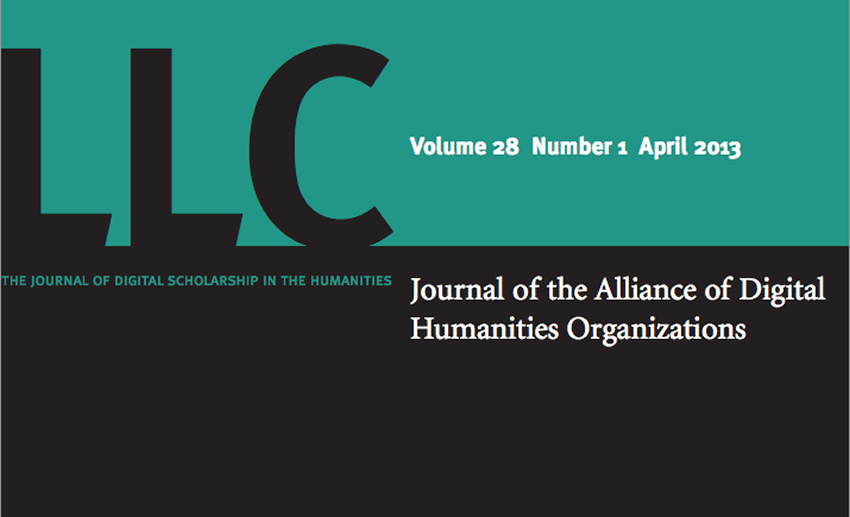 LLC
Volume 28 Number 1 April 2013
THE JOURNAL OF DIGITAL SCHOLARSHIP IN THE HUMANITIES
Journal of the Alliance of Digital
Humanities Organizations